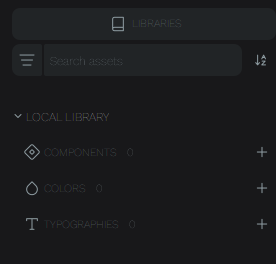 LIBRARIES
Search assets
LOCAL LIBRARY
COMPONENTS 0
COLORS 0
TYPOGRAPHIES 0